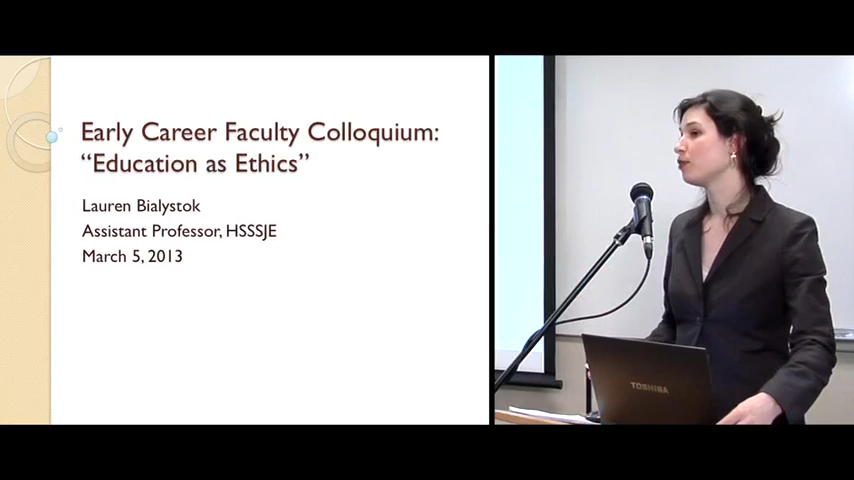 Early Career Faculty Colloquium:
“Education as Ethics”
Lauren Bialystok
Assistant Professor, HSSSJE
March 5, 2013
TOSHIBA